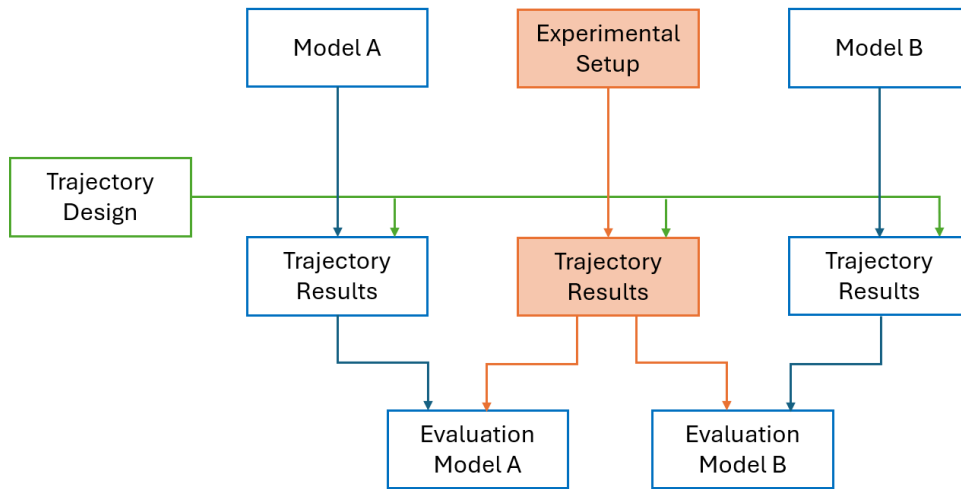 Model A
Experimental
Setup
Model B
Trajectory
Design
Trajectory
Results
Trajectory
Results
Trajectory
Results
Evaluation
Model A
Evaluation
Model B